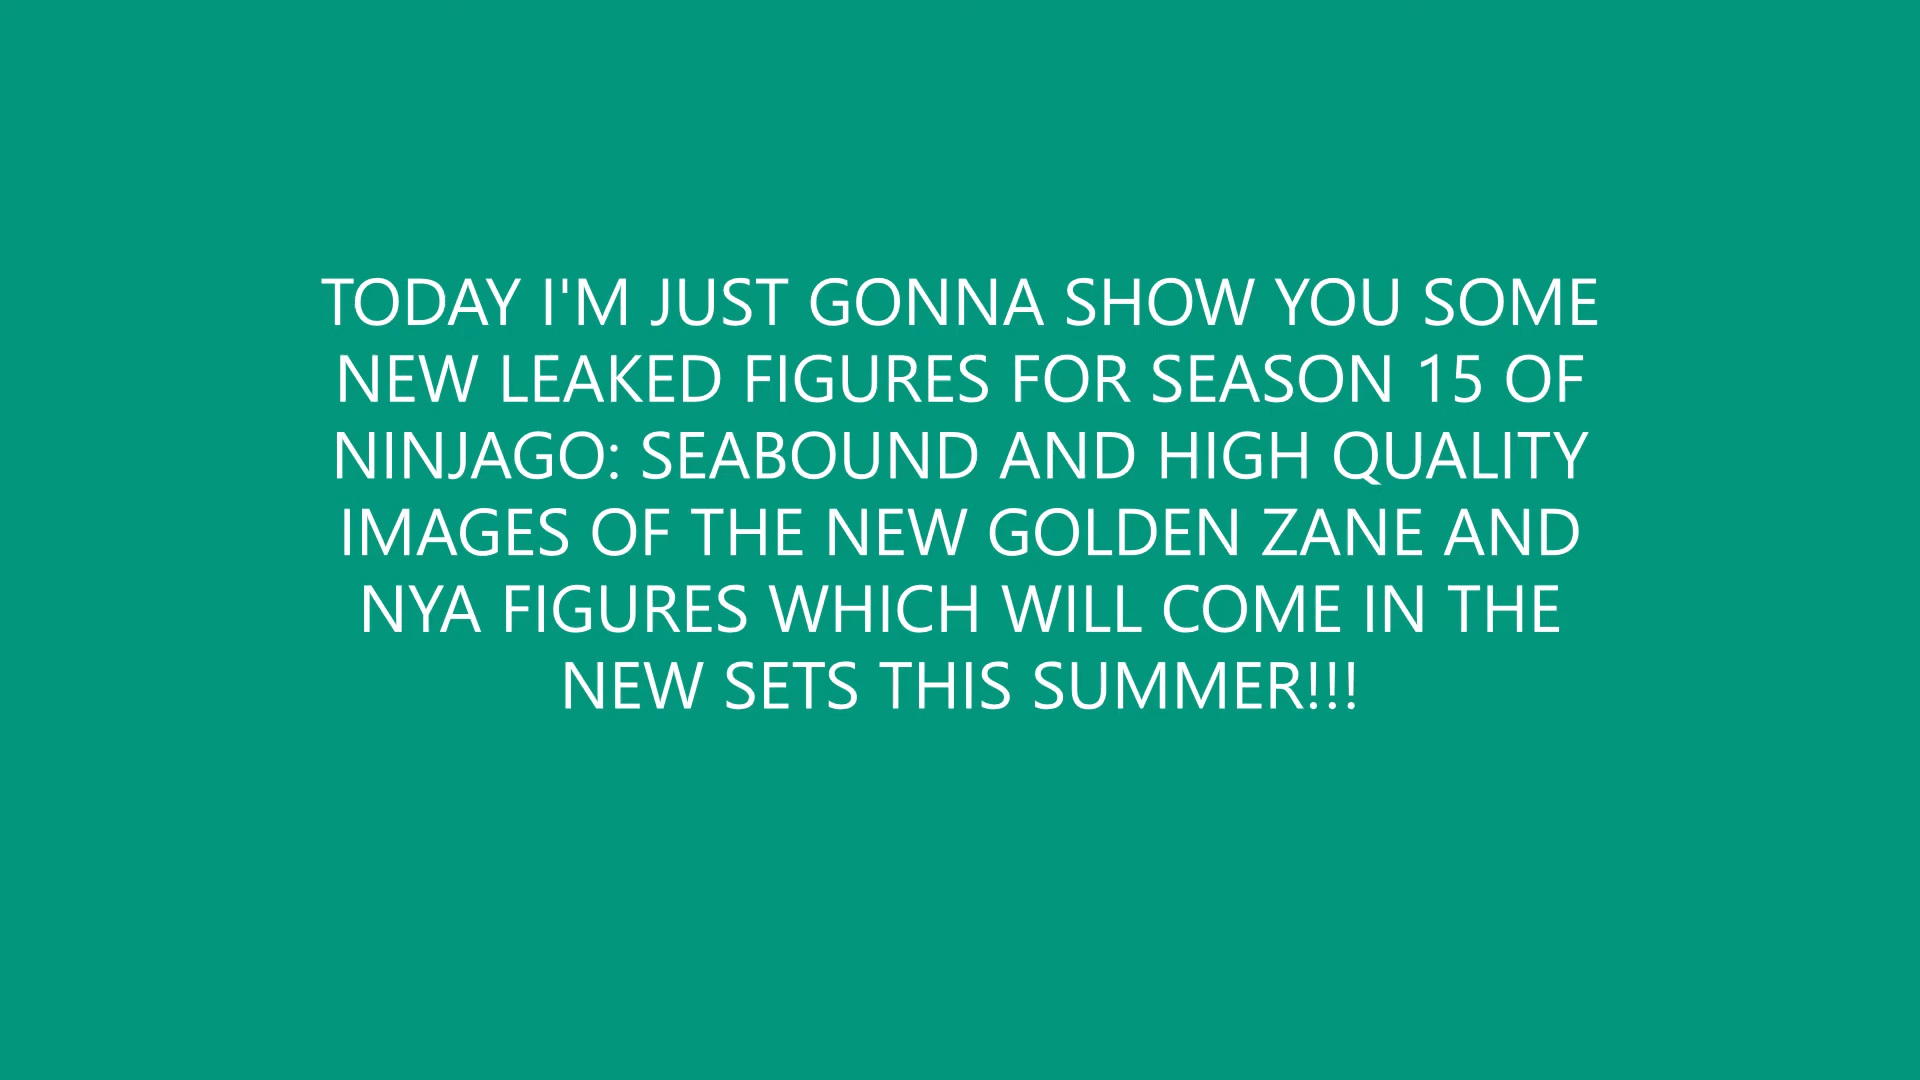 TODAY I'M JUST GONNA SHOW YOU SOME
NEW LEAKED FIGURES FOR SEASON 15 OF
NINJAGO: SEABOUND AND HIGH QUALITY
IMAGES OF THE NEW GOLDEN ZANE AND
NYA FIGURES WHICH WILL COME IN THE
NEW SETS THIS SUMMER!!!